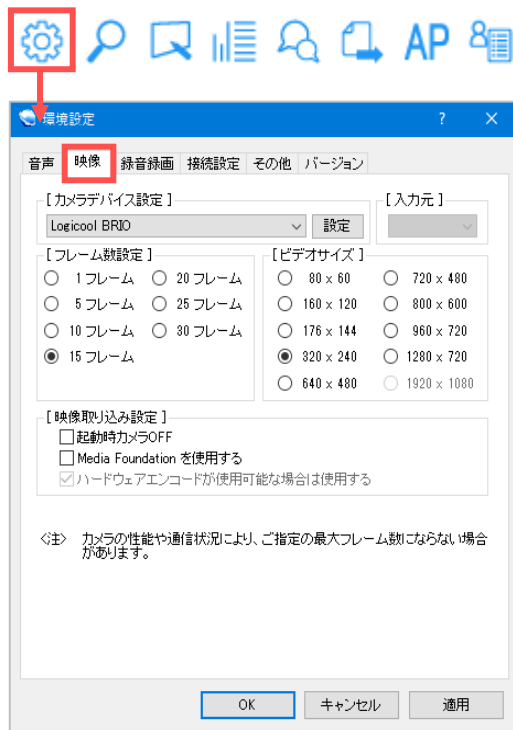 AP
環境設定 ?
音声 映像 録音録画 接続設定 その他 バージョン
[カメラデバイス設定] [入力元]
Logicool BRIO 設定
[フレーム数設定] [ビデオサイズ]
1 フレーム 20 フレーム 80 x 60 720 x 480
5 フレーム 25 フレーム 160 x 120 800 x 600
10 フレーム 30 フレーム 176 x 144 960 x 720
15 フレーム 320 x 240 1280 x 720
640 x 480 1920 x 1080
[映像取り込み設定]
起動時カメラOFF
Media Foundation を使用する
ハードウェアエンコードが使用可能な場合は使用する
<注> カメラの性能や通信状況により、ご指定の最大フレーム数にならない場合
があります。
OK キャンセル 適用